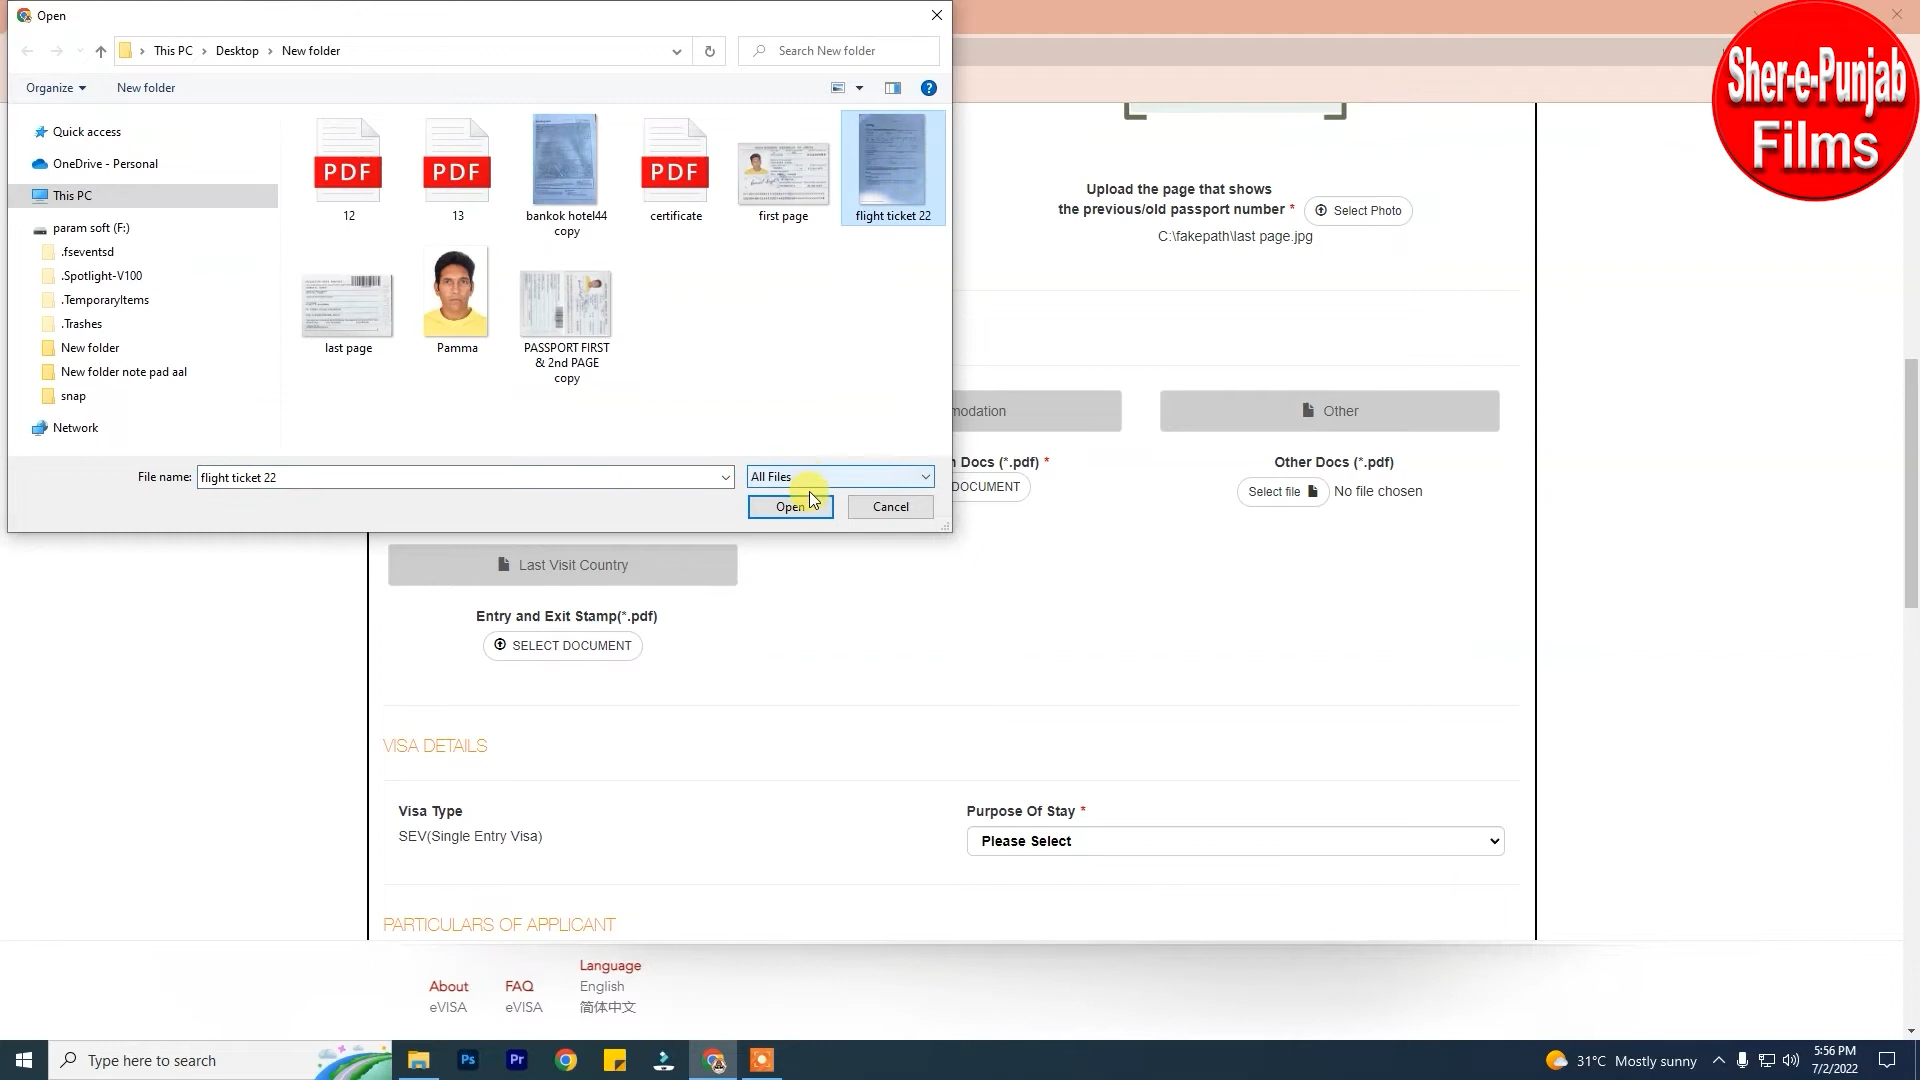 Open
This PC > Desktop > New folder
Search New folder
Organize
New folder
Quick access
OneDrive - Personal
This PC
param soft (F:)
.fseventsd
.Spotlight-V100
.TemporaryItems
.Trashes
New folder
New folder note pad aal
snap
Network
PDF
12
PDF
13
bankok hotel44
copy
PDF
certificate
first page
flight ticket 22
last page
Pamma
PASSPORT FIRST
& 2nd PAGE
copy
File name: flight ticket 22
All Files
Open
Cancel
Sher-e-Punjab
Films
Upload the page that shows
the previous/old passport number *
Select Photo
C:\fakepath\last page.jpg
modation
Other
n Docs (*.pdf) *
DOCUMENT
Other Docs (*.pdf)
Select file
No file chosen
Last Visit Country
Entry and Exit Stamp(*.pdf)
SELECT DOCUMENT
VISA DETAILS
Visa Type
SEV(Single Entry Visa)
Purpose Of Stay *
Please Select
PARTICULARS OF APPLICANT
About
eVISA
FAQ
eVISA
Language
English
简体中文
Type here to search
Ps
Pr
31°C Mostly sunny
5:56 PM
7/2/2022